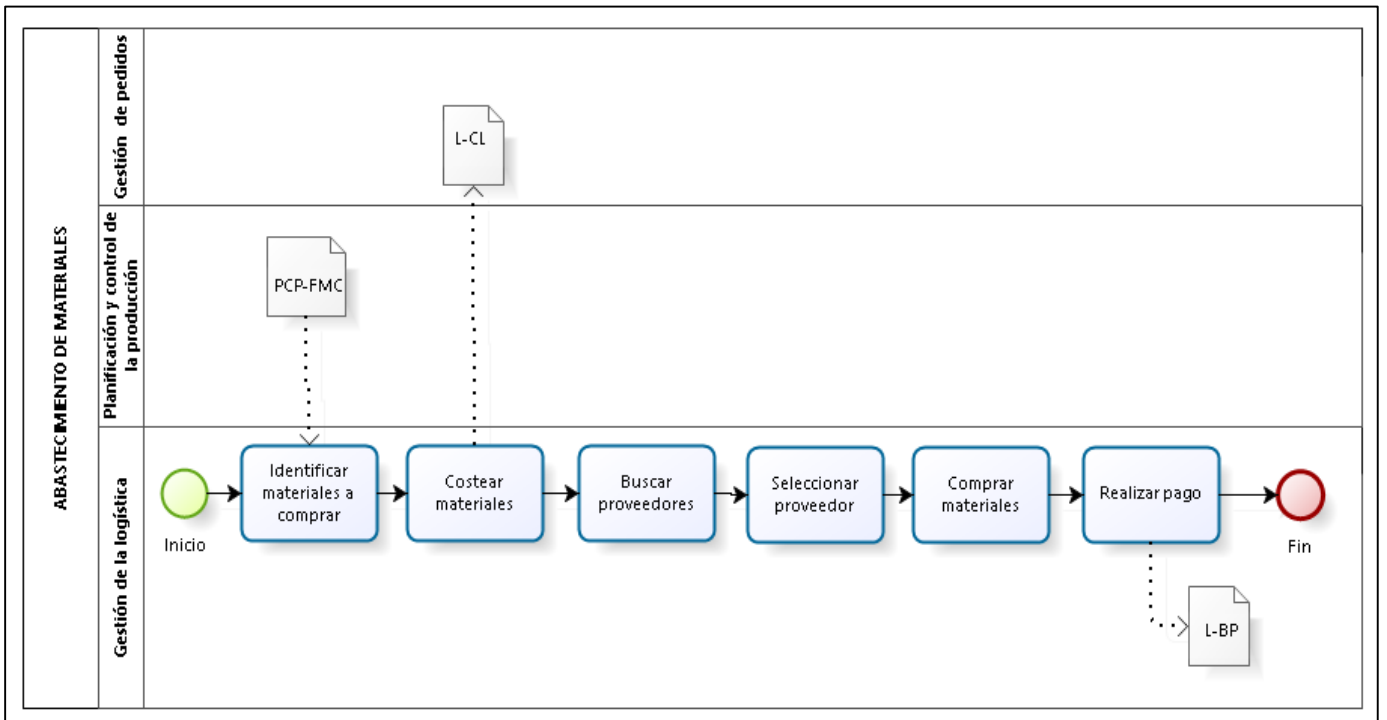 ABASTECIMIENTO DE MATERIALES
Gestión de pedidos
L-CL
Planificación y control de
la producción
PCP-FMC
Gestión de la logística
Inicio
Identificar
materiales a
comprar
Costear
materiales
Buscar
proveedores
Seleccionar
proveedor
Comprar
materiales
Realizar pago
Fin
L-BP